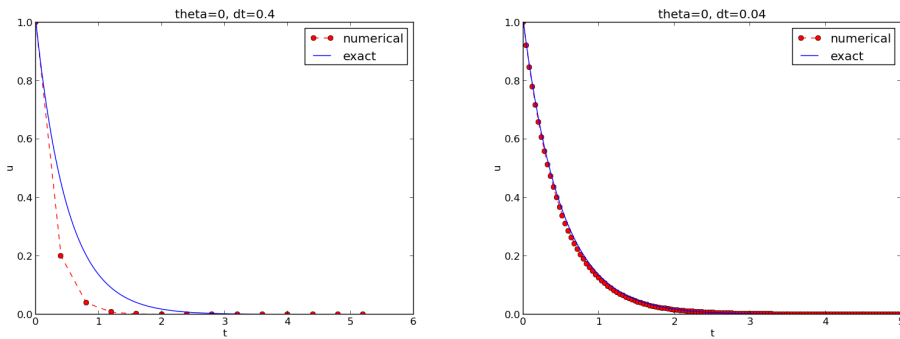 theta=0, dt=0.4
numerical
exact
1.0
0.8
0.6
0.4
0.2
0.0
u
0 1 2 3 4 5 6
t
theta=0, dt=0.04
numerical
exact
1.0
0.8
0.6
0.4
0.2
0.0
u
0 1 2 3 4 5
t